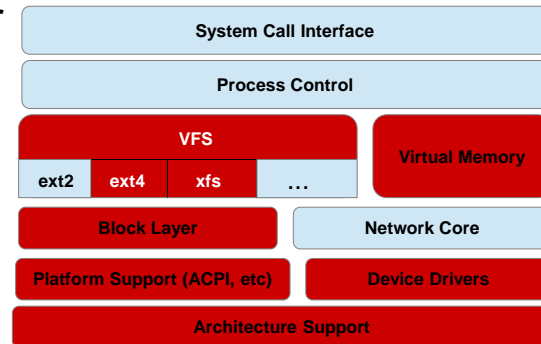 System Call Interface
Process Control
VFS
Virtual Memory
ext2 ext4 xfs ...
Block Layer
Network Core
Platform Support (ACPI, etc)
Device Drivers
Architecture Support